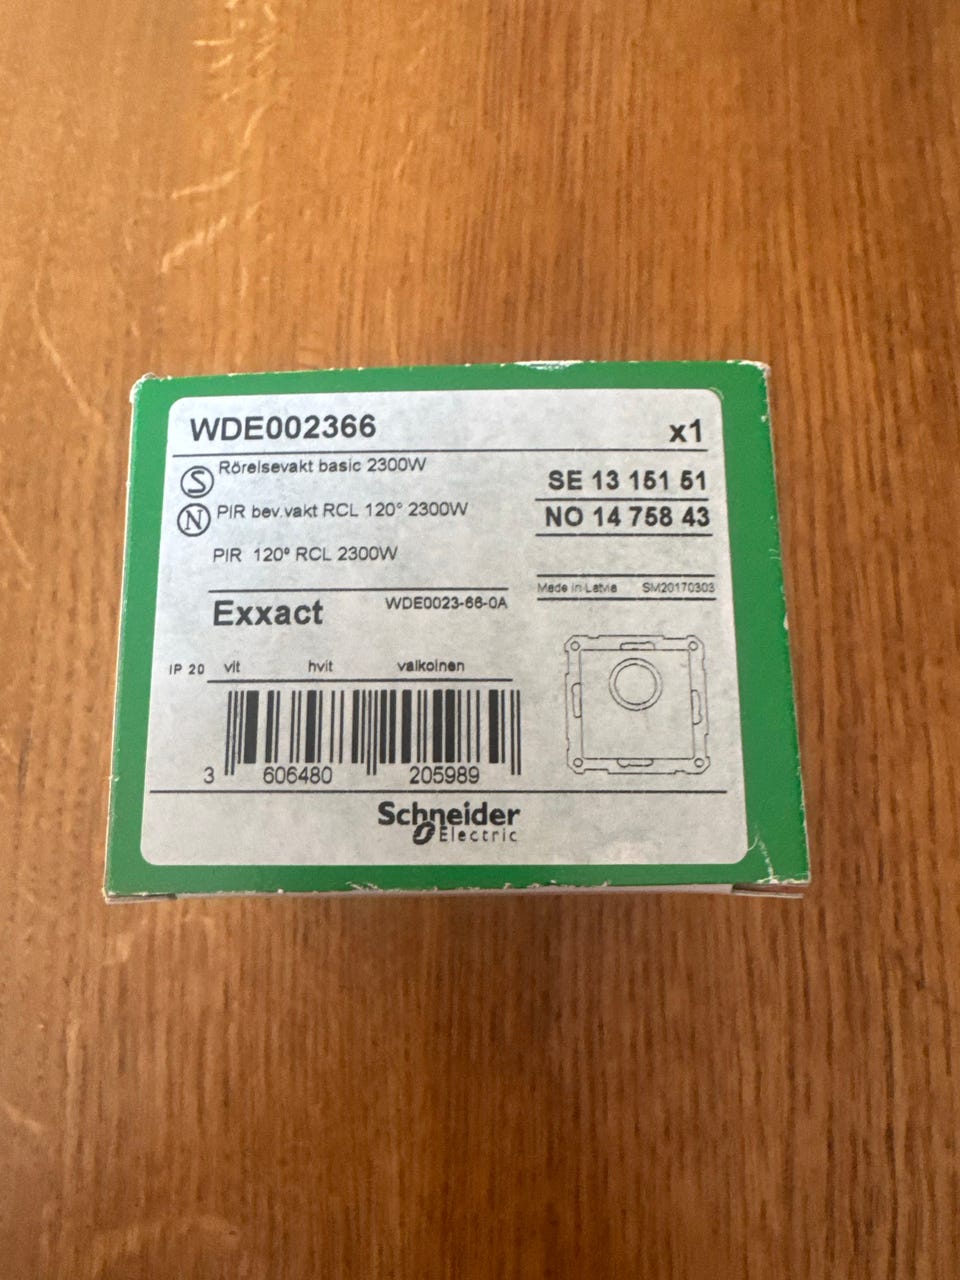 WDE002366
x1
S Rörelsevakt basic 2300W
SE 13 151 51
N PIR bev.vakt RCL 120° 2300W
NO 14 758 43
PIR 120° RCL 2300W
Made in Latvia SM20170303
Exxact WDE0023-66-0A
IP 20 vit hvit valkoinen
3 606480 205989
Schneider
Electric